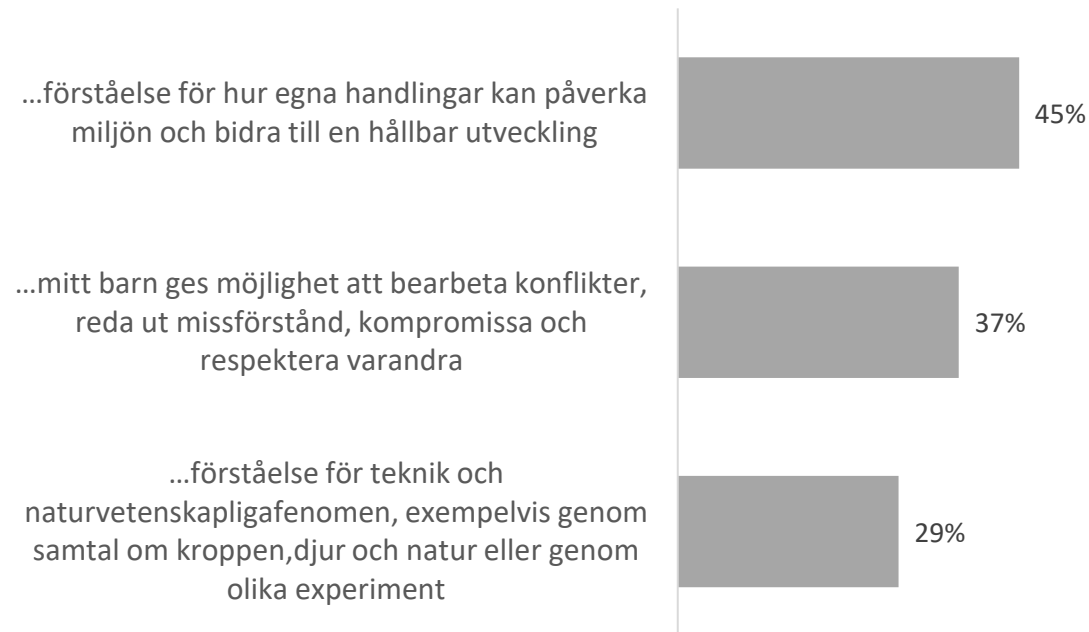 ...förståelse för hur egna handlingar kan påverka
miljön och bidra till en hållbar utveckling
45%
...mitt barn ges möjlighet att bearbeta konflikter,
reda ut missförstånd, kompromissa och
respektera varandra
37%
...förståelse för teknik och
naturvetenskapligafenomen, exempelvis genom
samtal om kroppen,djur och natur eller genom
olika experiment
29%